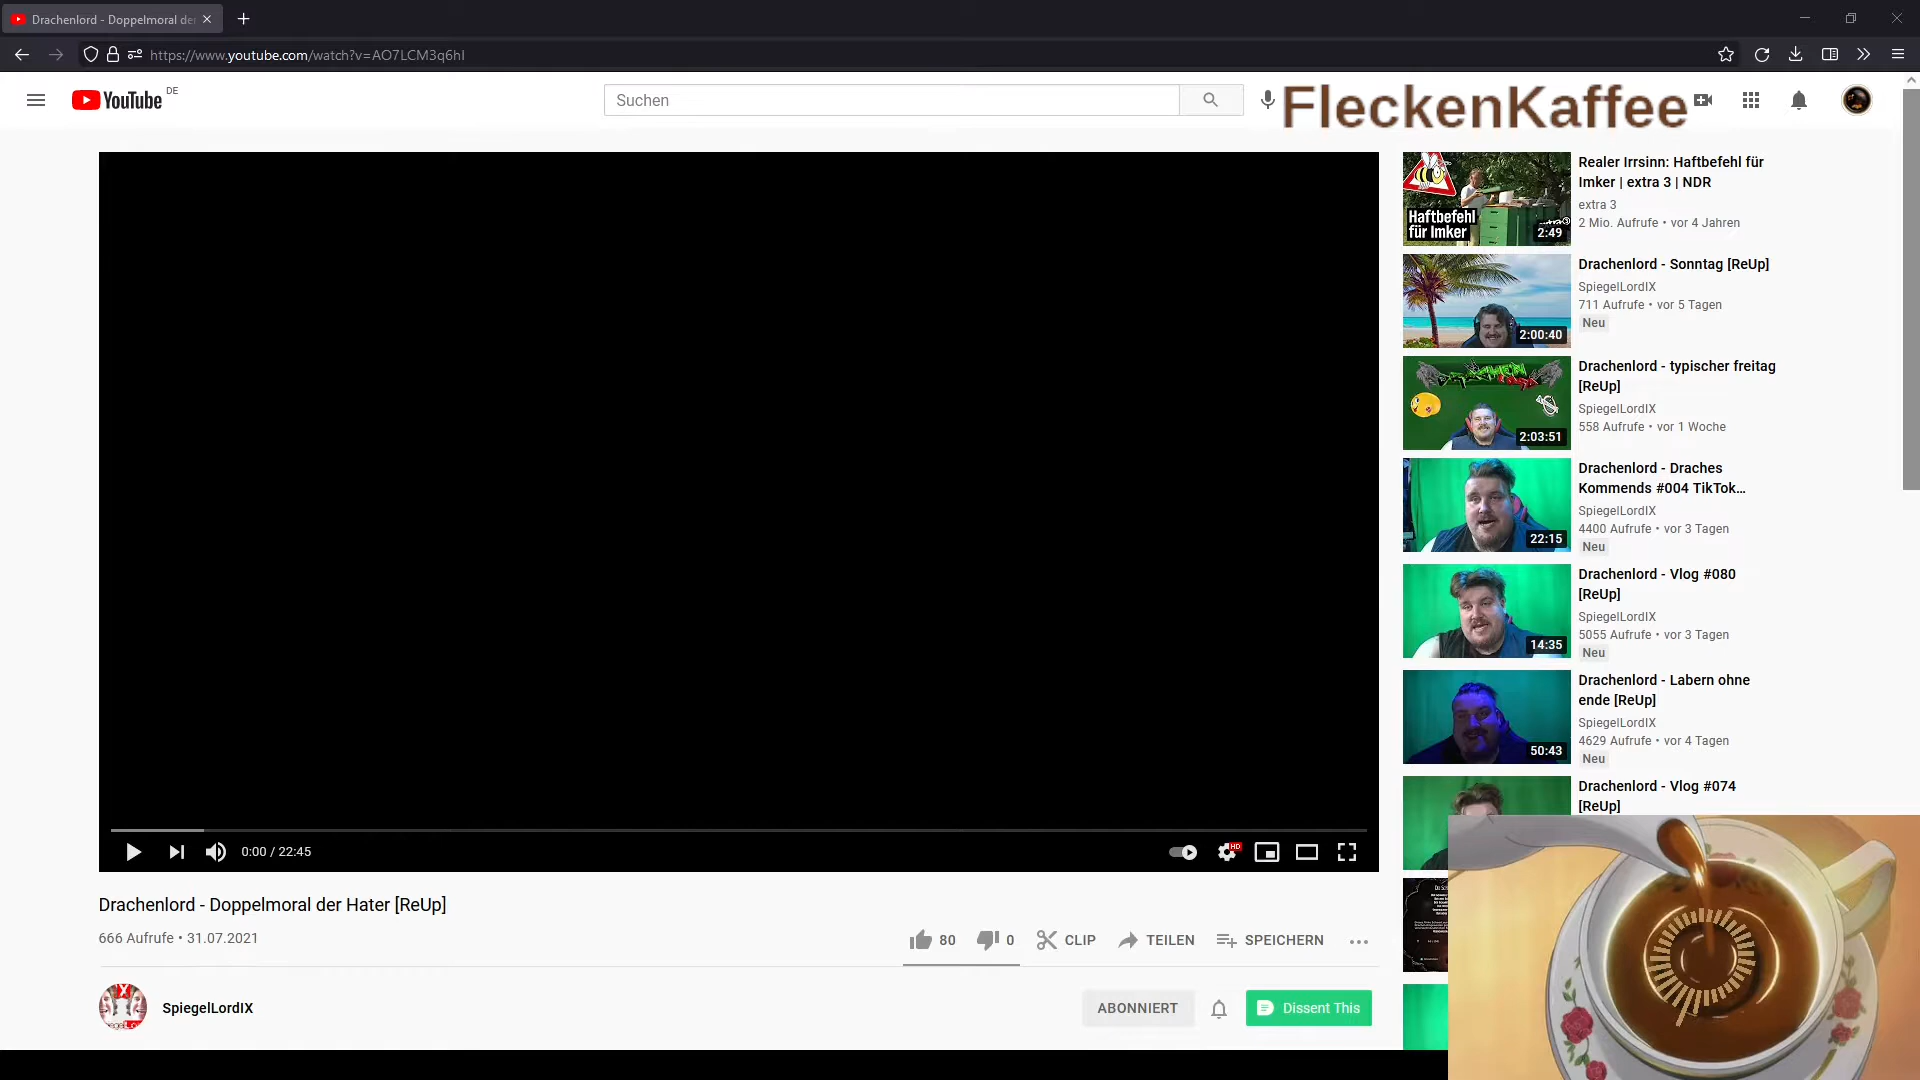 Drachenlord - Doppelmoral der
https://www.youtube.com/watch?v=AO7LCM3q6hI
YouTube DE
Suchen
FleckenKaffee
Haftbefehl
für Imker
2:49
Realer Irrsinn: Haftbefehl für
Imker | extra 3 | NDR
extra 3
2 Mio. Aufrufe • vor 4 Jahren
2:00:40
Drachenlord - Sonntag [ReUp]
SpiegelLordIX
711 Aufrufe • vor 5 Tagen
Neu
2:03:51
Drachenlord - typischer freitag
[ReUp]
SpiegelLordIX
558 Aufrufe • vor 1 Woche
22:15
Drachenlord - Draches
Kommends #004 TikTok...
SpiegelLordIX
4400 Aufrufe • vor 3 Tagen
Neu
14:35
Drachenlord - Vlog #080
[ReUp]
SpiegelLordIX
5055 Aufrufe • vor 3 Tagen
Neu
50:43
Drachenlord - Labern ohne
ende [ReUp]
SpiegelLordIX
4629 Aufrufe • vor 4 Tagen
Neu
Drachenlord - Vlog #074
[ReUp]
0:00 / 22:45
HD
Drachenlord - Doppelmoral der Hater [ReUp]
666 Aufrufe • 31.07.2021
80
0
CLIP
TEILEN
SPEICHERN
SpiegelLordIX
ABONNIERT
Dissent This